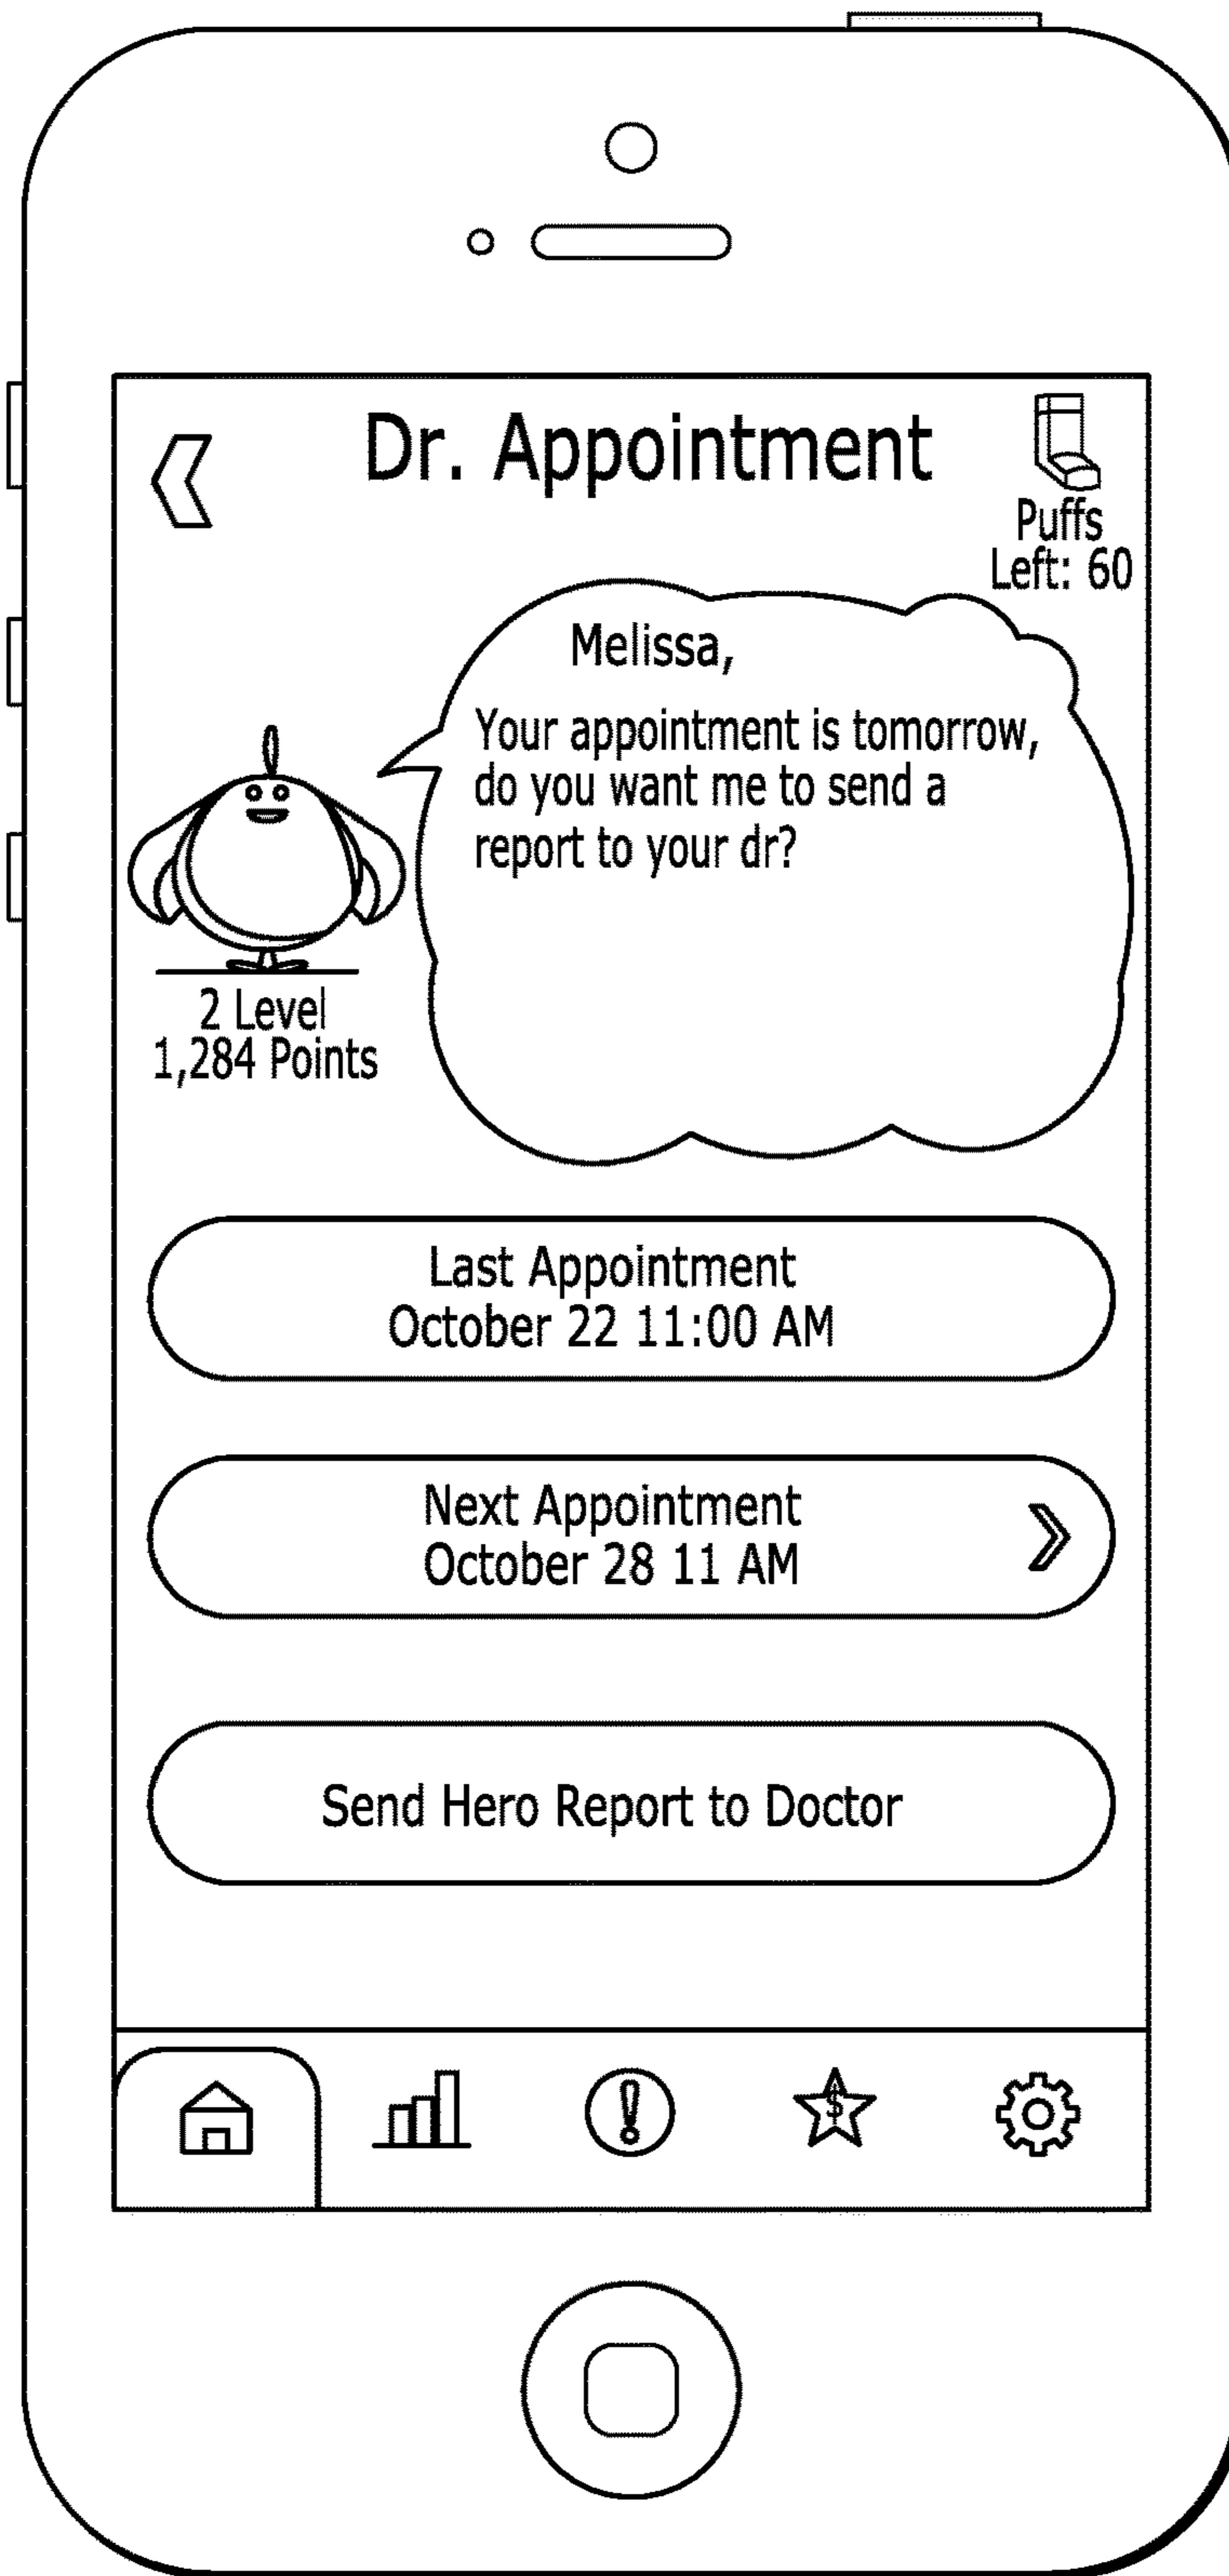 Dr. Appointment
Puffs
Left: 60
Melissa,
Your appointment is tomorrow,
do you want me to send a
report to your dr?
2 Level
1,284 Points
Last Appointment
October 22 11:00 AM
Next Appointment
October 28 11 AM
Send Hero Report to Doctor
!
$